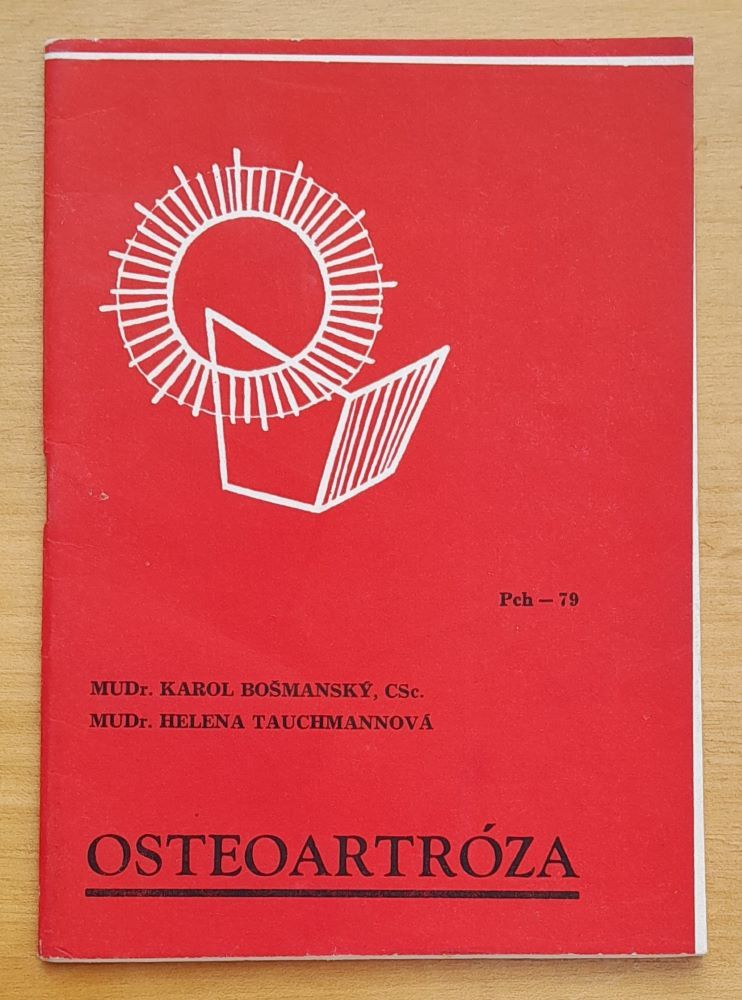 Pch — 79
MUDr. KAROL BOŠMANSKÝ, CSc.
MUDr. HELENA TAUCHMANNOVÁ
OSTEOARTRÓZA